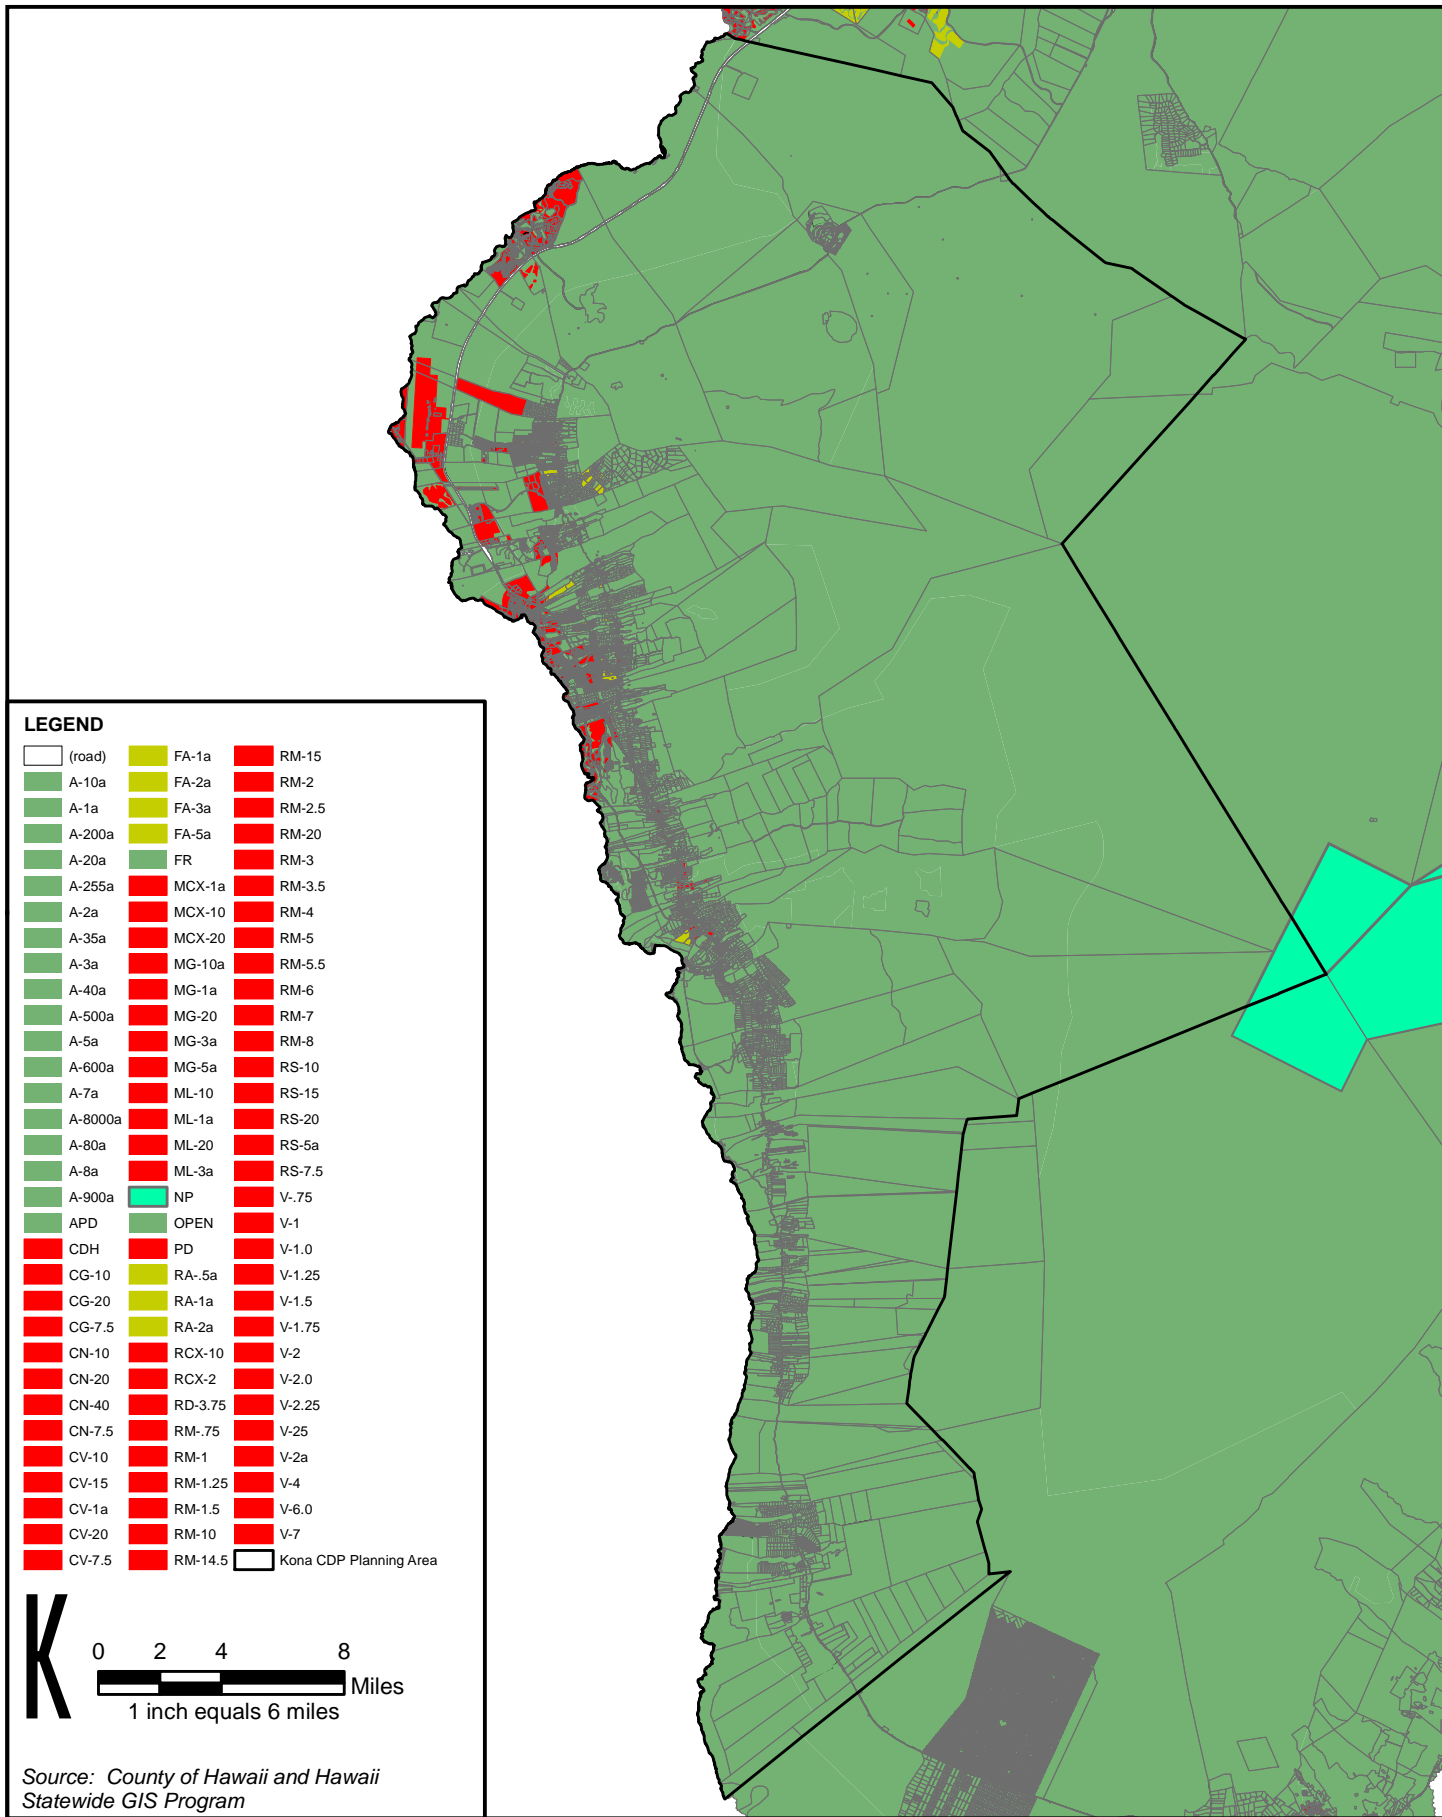 LEGEND
(road)
A-10a
A-1a
A-200a
A-20a
A-255a
A-2a
A-35a
A-3a
A-40a
A-500a
A-5a
A-600a
A-7a
A-8000a
A-80a
A-8a
A-900a
APD
CDH
CG-10
CG-20
CG-7.5
CN-10
CN-20
CN-40
CN-7.5
CV-10
CV-15
CV-1a
CV-20
CV-7.5
FA-1a
FA-2a
FA-3a
FA-5a
FR
MCX-1a
MCX-10
MCX-20
MG-10a
MG-1a
MG-20
MG-3a
MG-5a
ML-10
ML-1a
ML-20
ML-3a
NP
OPEN
PD
RA-.5a
RA-1a
RA-2a
RCX-10
RCX-2
RD-3.75
RM-.75
RM-1
RM-1.25
RM-1.5
RM-10
RM-14.5
RM-15
RM-2
RM-2.5
RM-20
RM-3
RM-3.5
RM-4
RM-5
RM-5.5
RM-6
RM-7
RM-8
RS-10
RS-15
RS-20
RS-5a
RS-7.5
V-.75
V-1
V-1.0
V-1.25
V-1.5
V-1.75
V-2
V-2.0
V-2.25
V-25
V-2a
V-4
V-6.0
V-7
Kona CDP Planning Area
0 2 4 8
Miles
1 inch equals 6 miles
Source: County of Hawaii and Hawaii
Statewide GIS Program